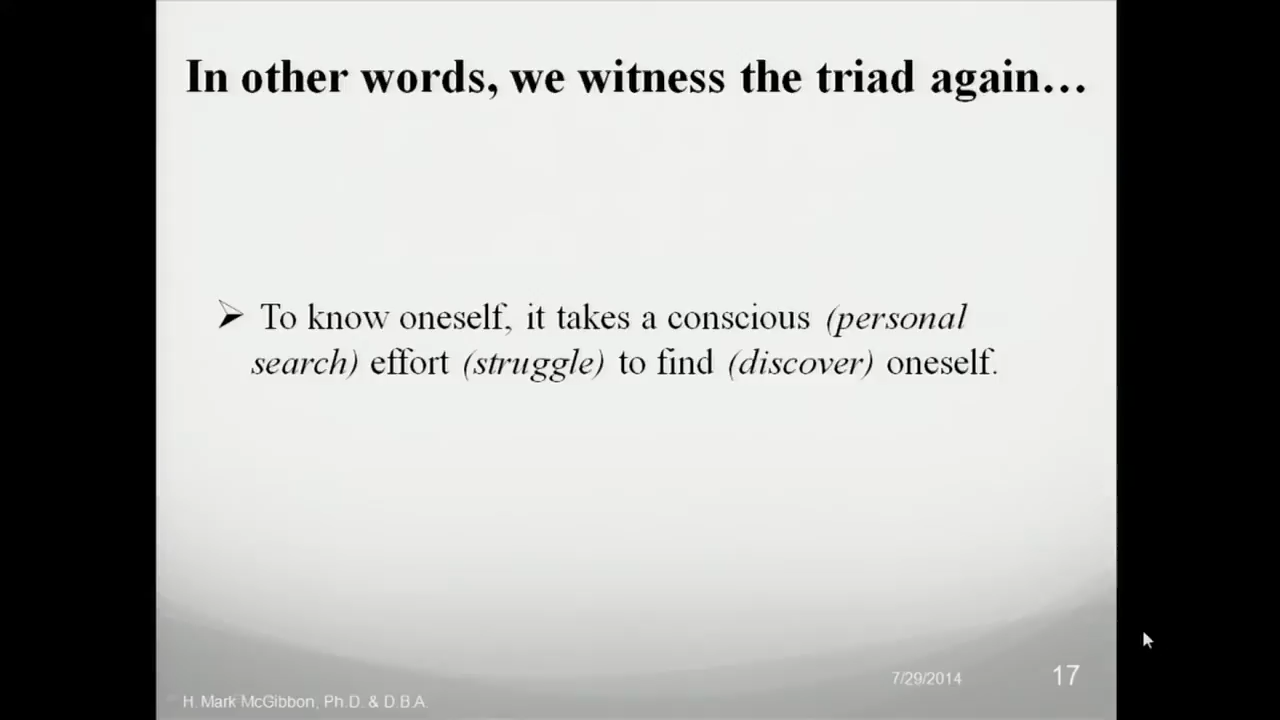 In other words, we witness the triad again…
➢ To know oneself, it takes a conscious (personal
search) effort (struggle) to find (discover) oneself.
7/29/2014
17
H. Mark McGibbon, Ph.D. & D.B.A.